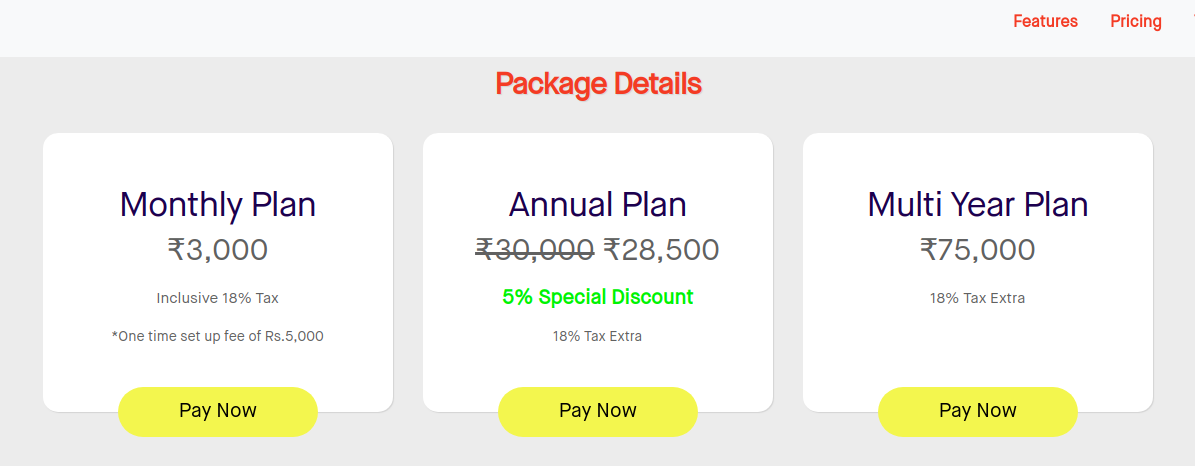 Features Pricing
Package Details
Monthly Plan
₹3,000
Inclusive 18% Tax
*One time set up fee of Rs.5,000
Pay Now
Annual Plan
₹30,000 ₹28,500
5% Special Discount
18% Tax Extra
Pay Now
Multi Year Plan
₹75,000
18% Tax Extra
Pay Now